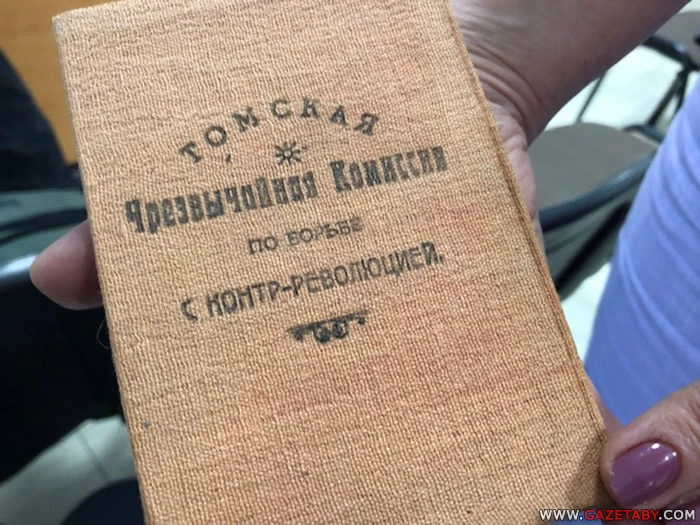 ТОМСКАЯ
Чрезвычайная Комиссия
ПО БОРЬБЕ
С КОНТР-РЕВОЛЮЦИЕЙ.
WWW.GAZETABY.COM